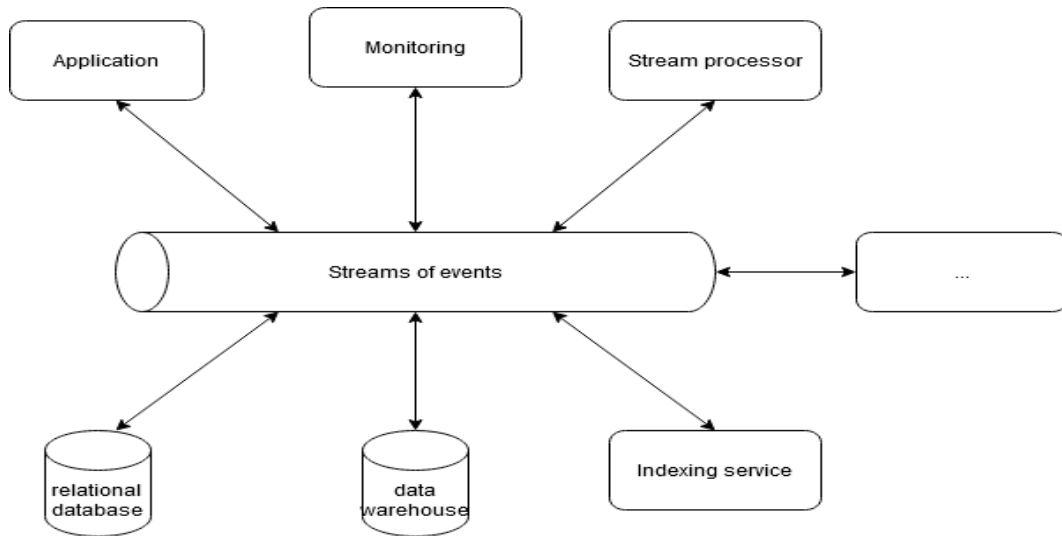 Application
Monitoring
Stream processor
Streams of events
...
relational
database
data
warehouse
Indexing service